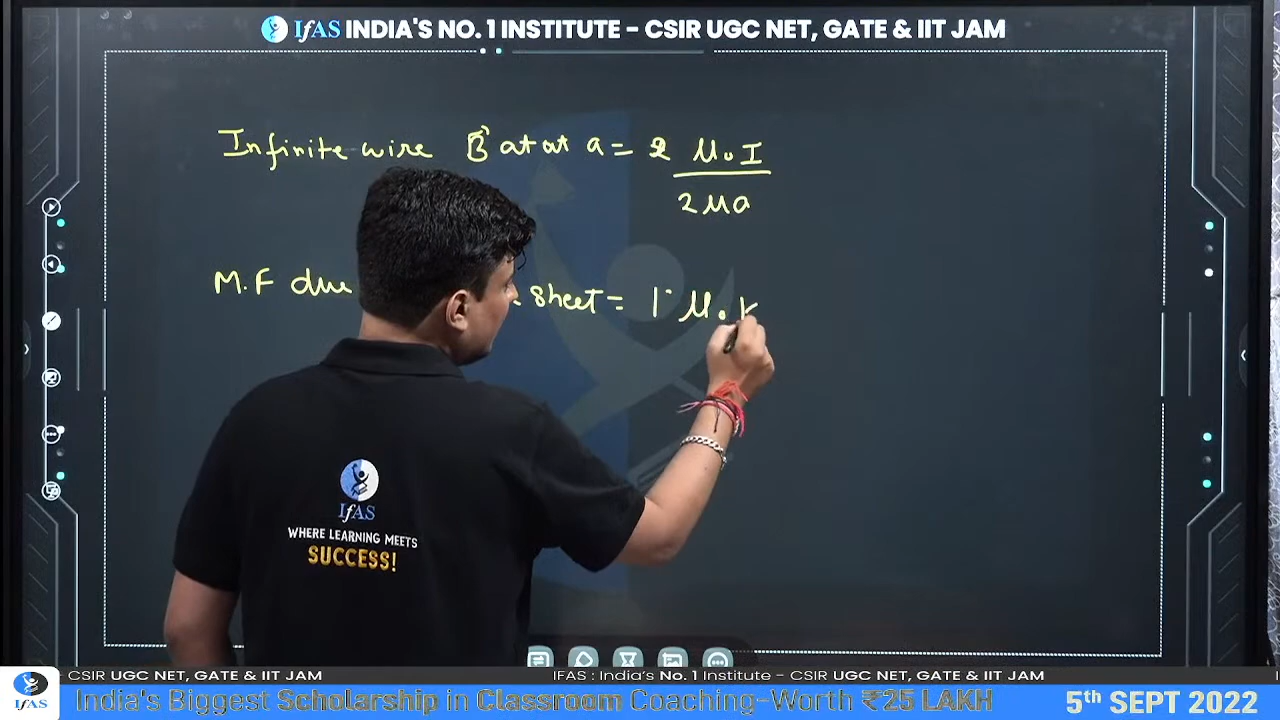 IfAS INDIA'S NO. 1 INSTITUTE - CSIR UGC NET, GATE & IIT JAM
Infinite wire B⃗ at at a = 2 μ₀I
2μa
M.F due sheet = 1 μ₀ K
IfAS
WHERE LEARNING MEETS
SUCCESS!
- CSIR UGC NET, GATE & IIT JAM IFAS : India's No. 1 Institute - CSIR UGC NET, GATE & IIT JAM
IfAS India's Biggest Scholarship in Classroom Coaching-Worth ₹25 LAKH 5th SEPT 2022